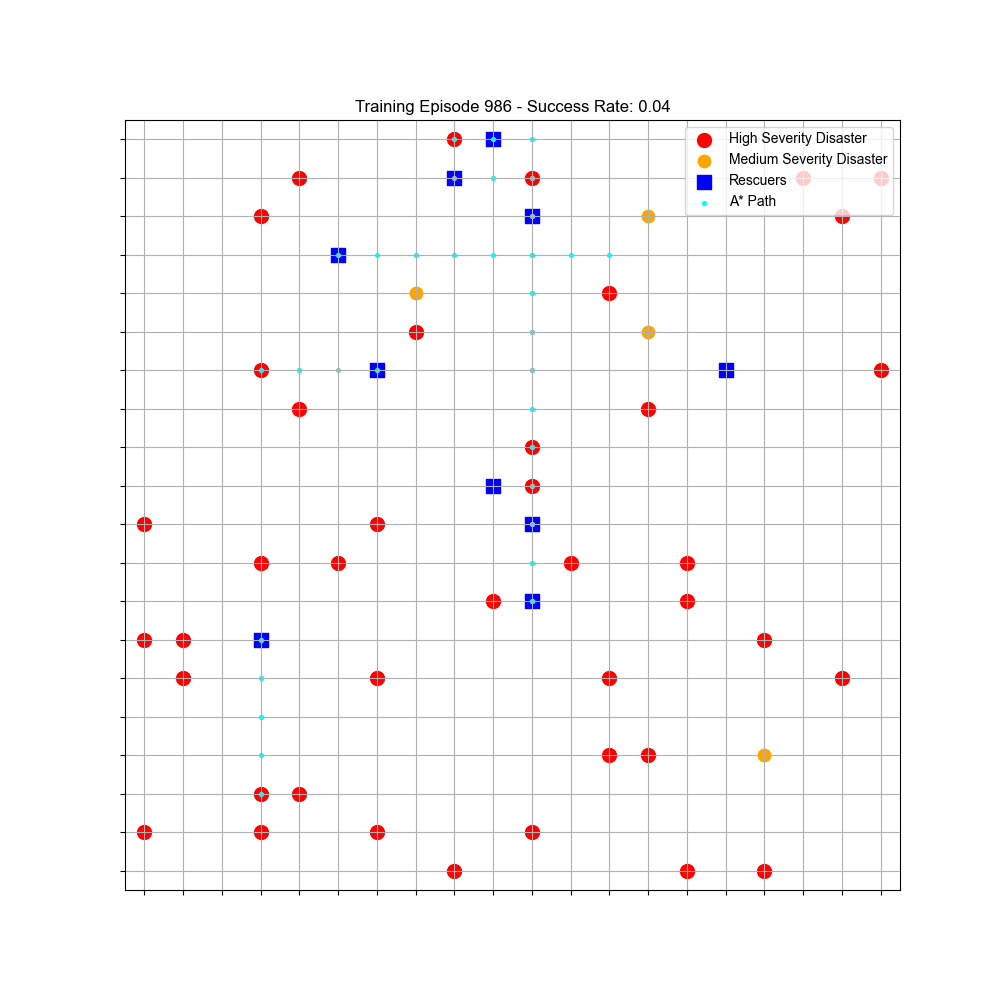 Training Episode 986 - Success Rate: 0.04
High Severity Disaster
Medium Severity Disaster
Rescuers
A* Path